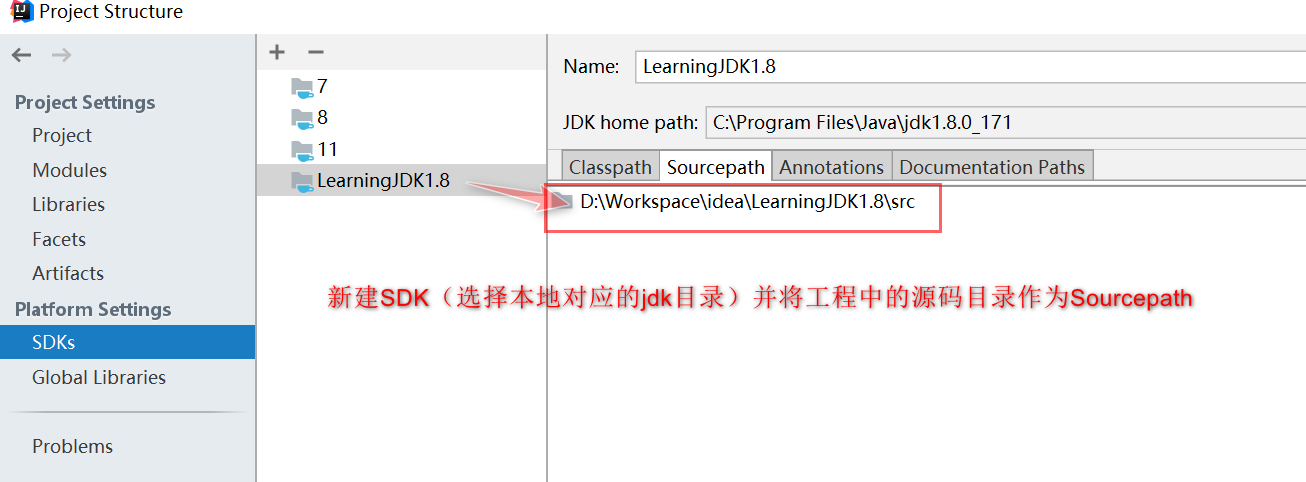 Project Structure
Project Settings
Project
Modules
Libraries
Facets
Artifacts
Platform Settings
SDKs
Global Libraries
Problems
7
8
11
LearningJDK1.8
Name: LearningJDK1.8
JDK home path: C:\Program Files\Java\jdk1.8.0_171
Classpath Sourcepath Annotations Documentation Paths
D:\Workspace\idea\LearningJDK1.8\src
新建SDK（选择本地对应的jdk目录）并将工程中的源码目录作为Sourcepath